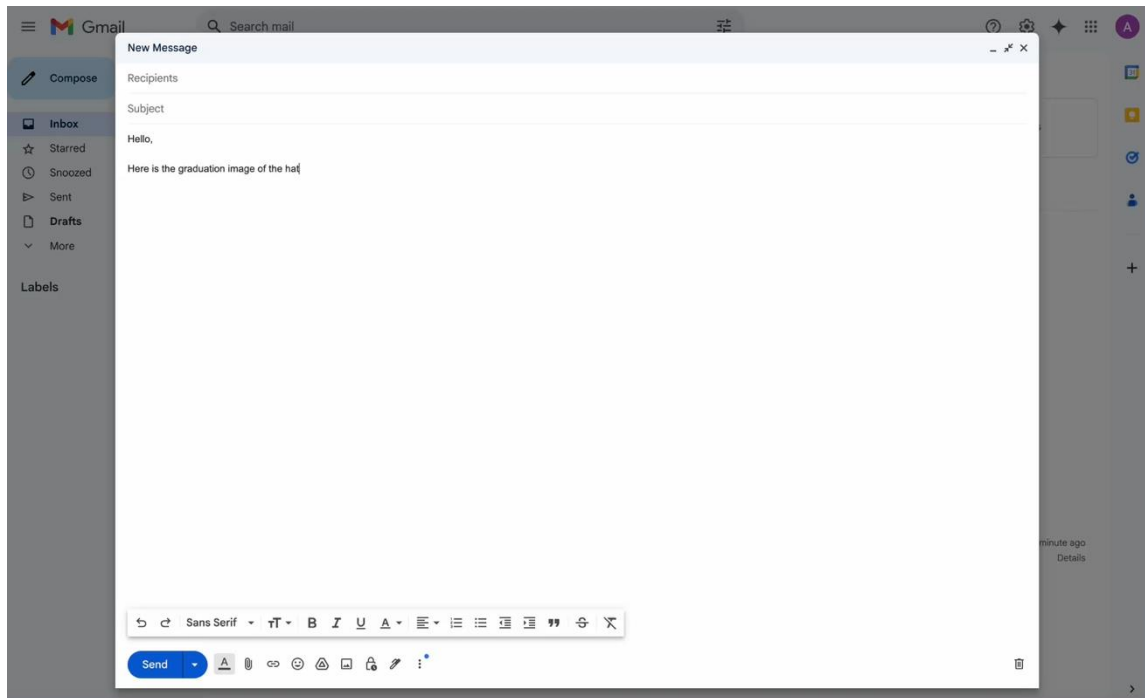 Gmail
Search mail
A
New Message
Compose
Recipients
Subject
Inbox
Hello,
Starred
Snoozed
Here is the graduation image of the hat
Sent
Drafts
More
Labels
minute ago
Details
Sans Serif
B I U A
Send
A